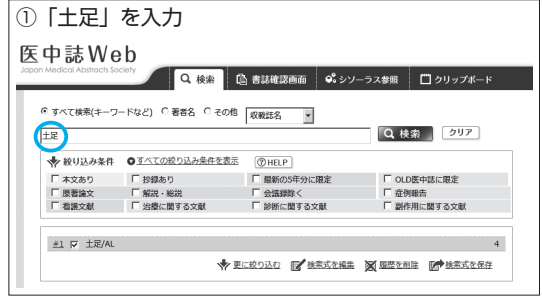 ①「土足」を入力
医中誌Web
Japan Medical Abstracts Society
検索 書誌確認画面 シソーラス参照 クリップボード
すべて検索(キーワードなど) 著者名 その他 収載誌名
土足 検索 クリア
絞り込み条件 すべての絞り込み条件を表示 ?HELP
本文あり 抄録あり 最新の5年分に限定 OLD医中誌に限定
原著論文 解説・総説 会議録除く 症例報告
看護文献 治療に関する文献 診断に関する文献 副作用に関する文献
#1 土足/AL 4
更に絞り込む 検索式を編集 履歴を削除 検索式を保存